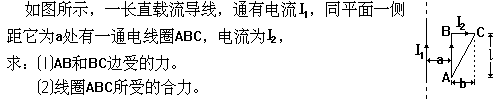 如图所示，一长直载流导线，通有电流I₁，同平面一侧
距它为a处有一通电线圈ABC，电流为I₂，
求：⑴AB和BC边受的力。
⑵线圈ABC所受的合力。
I₁
a
B
I₂
C
A
b